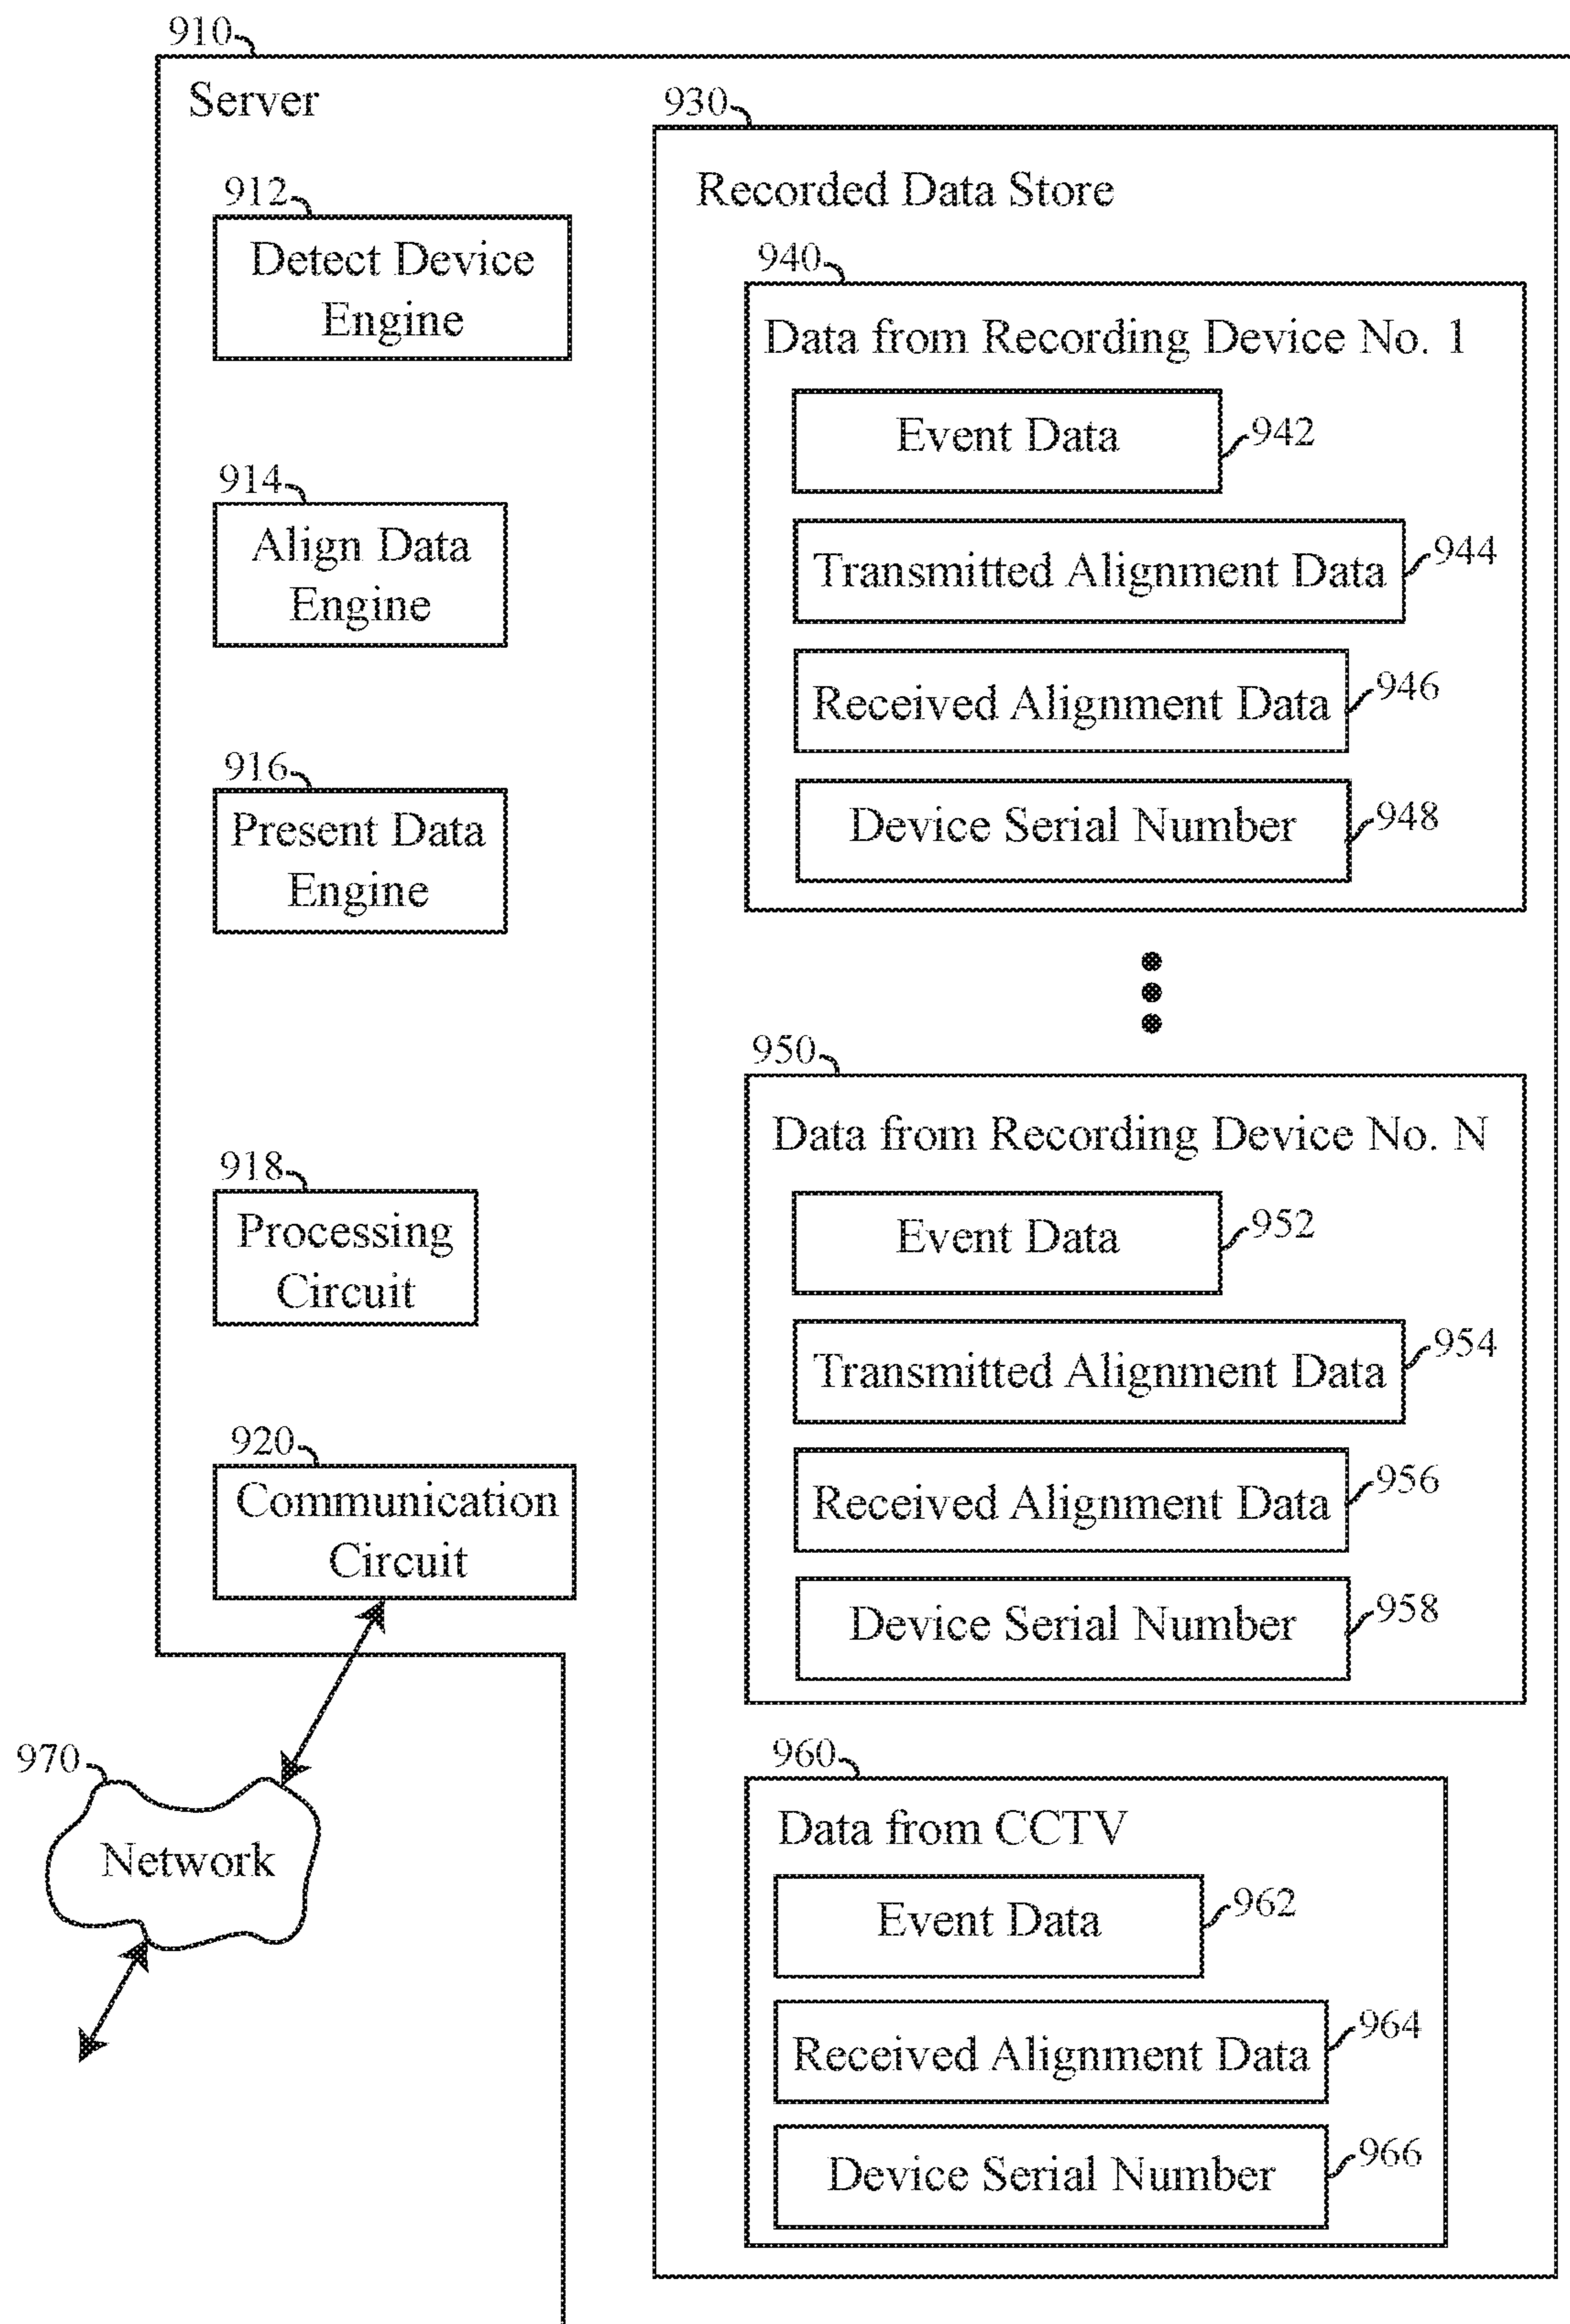 910
Server
912
Detect Device
Engine
914
Align Data
Engine
916
Present Data
Engine
918
Processing
Circuit
920
Communication
Circuit
970
Network
930
Recorded Data Store
940
Data from Recording Device No. 1
Event Data
942
Transmitted Alignment Data
944
Received Alignment Data
946
Device Serial Number
948
950
Data from Recording Device No. N
Event Data
952
Transmitted Alignment Data
954
Received Alignment Data
956
Device Serial Number
958
960
Data from CCTV
Event Data
962
Received Alignment Data
964
Device Serial Number
966